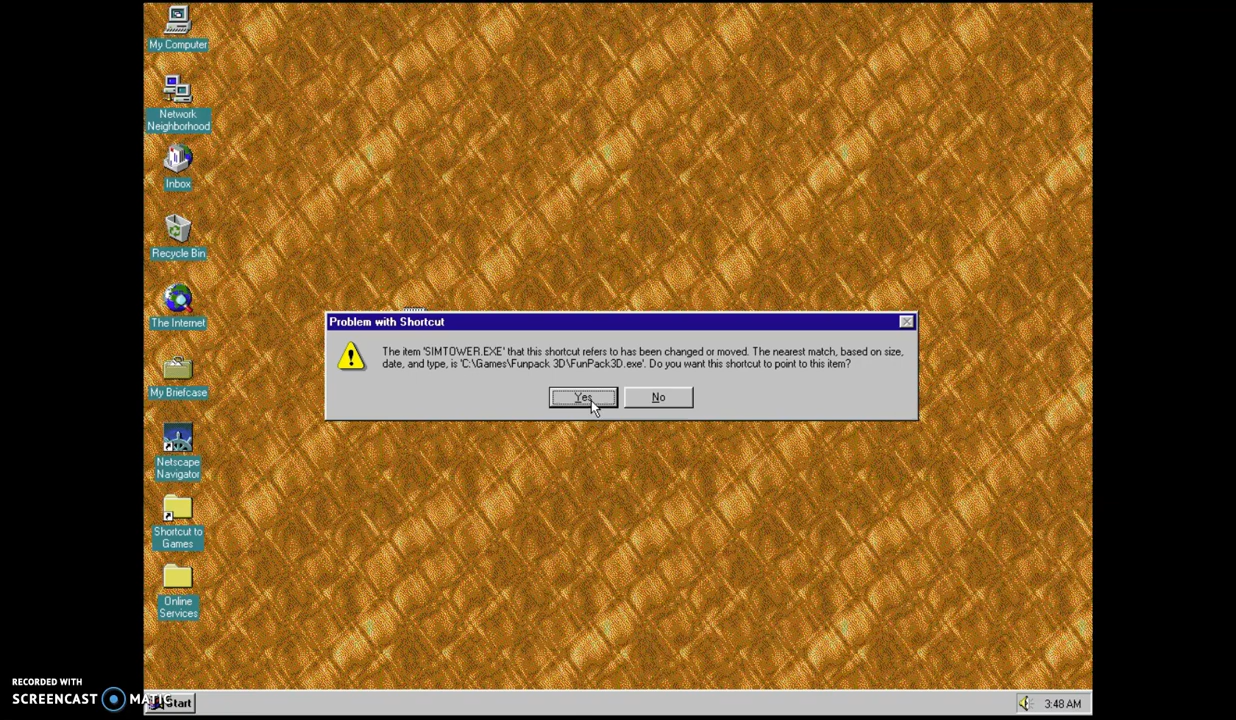 My Computer
Network
Neighborhood
Inbox
Recycle Bin
The Internet
My Briefcase
Netscape
Navigator
Shortcut to
Games
Online
Services
Problem with Shortcut
The item 'SIMTOWER.EXE' that this shortcut refers to has been changed or moved. The nearest match, based on size,
date, and type, is 'C:\Games\Funpack 3D\FunPack3D.exe'. Do you want this shortcut to point to this item?
Yes
No
RECORDED WITH
SCREENCAST MATIC
Start
3:48 AM